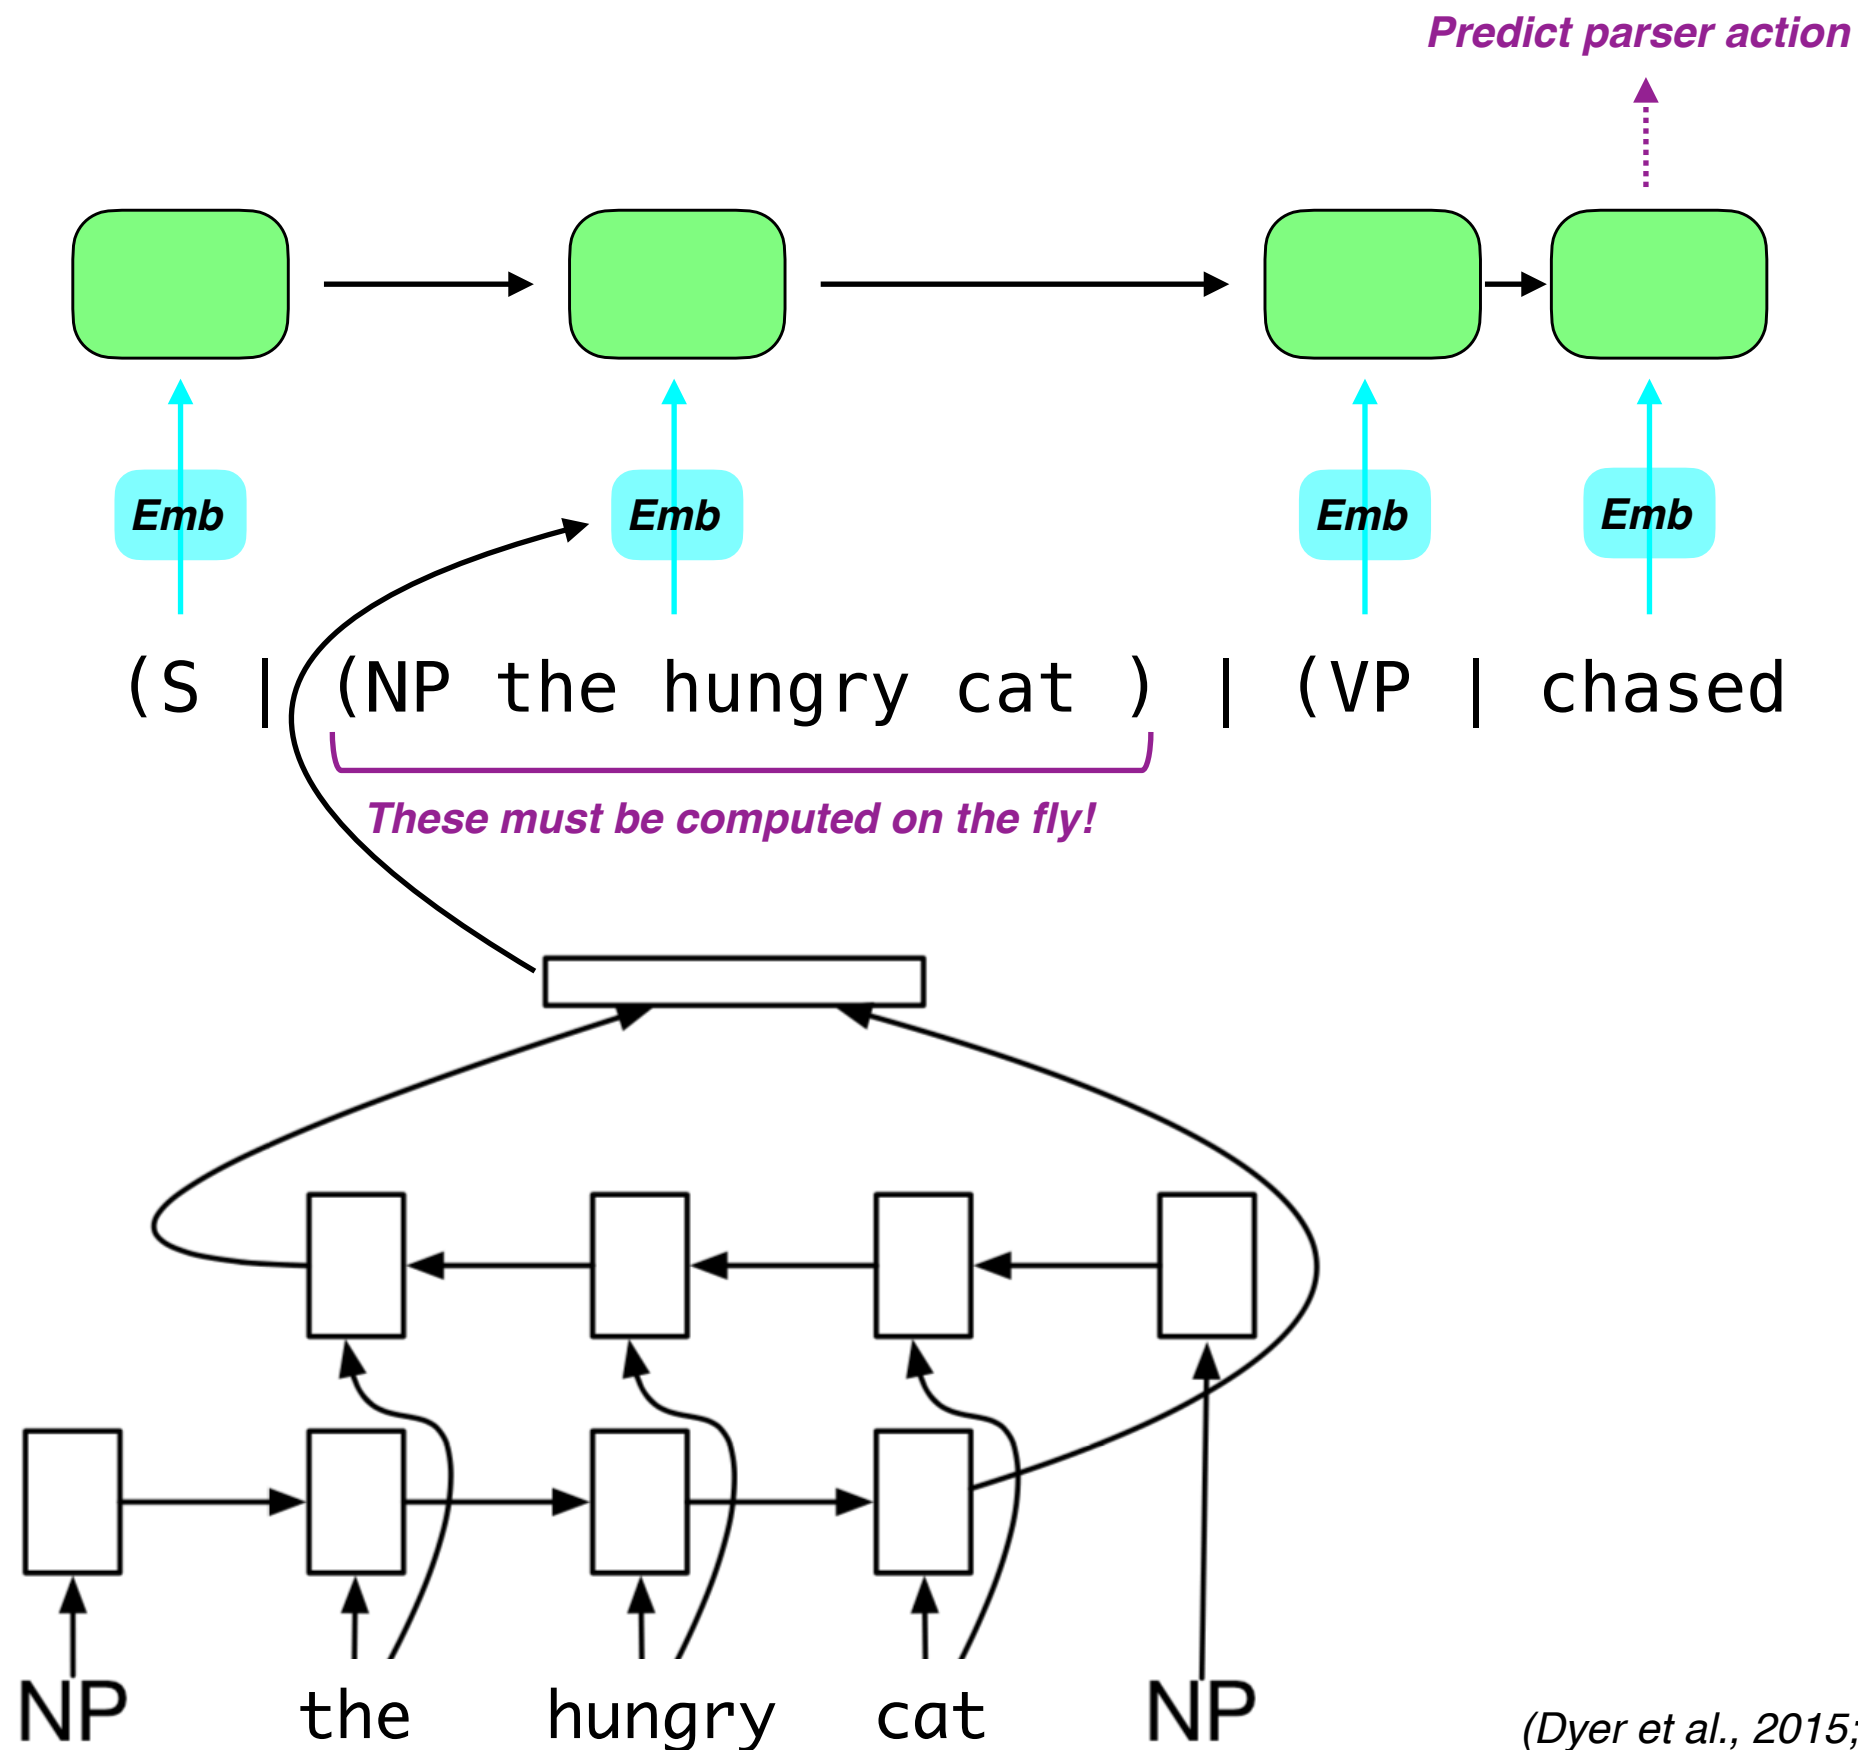 Predict parser action
Emb Emb Emb Emb
(S | (NP the hungry cat ) | (VP | chased
These must be computed on the fly!
NP the hungry cat NP
(Dyer et al., 2015;